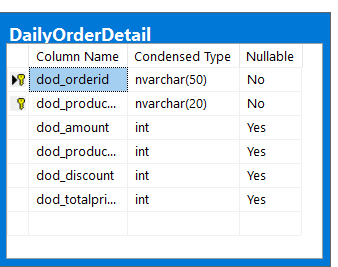 DailyOrderDetail
Column Name Condensed Type Nullable
dod_orderid nvarchar(50) No
dod_produc... nvarchar(20) No
dod_amount int Yes
dod_produc... int Yes
dod_discount int Yes
dod_totalpri... int Yes